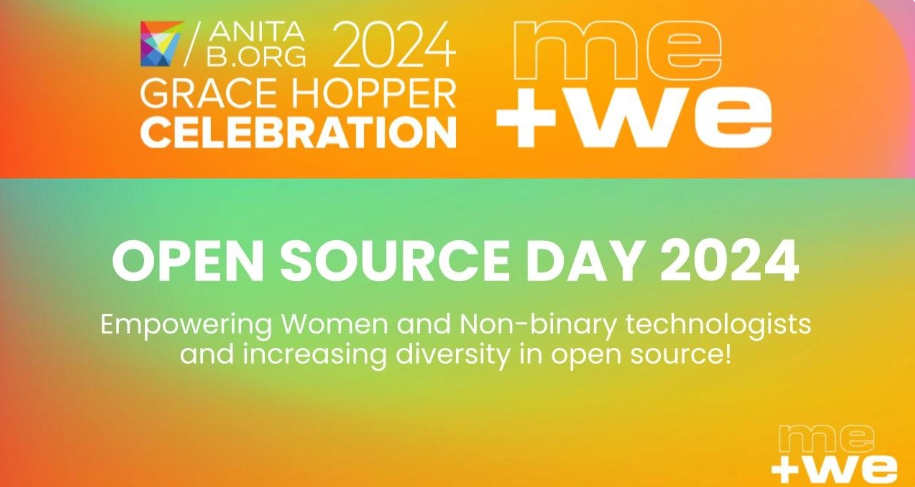 ANITA
B.ORG
2024
GRACE HOPPER
CELEBRATION
me
+we
OPEN SOURCE DAY 2024
Empowering Women and Non-binary technologists
and increasing diversity in open source!
me
+we